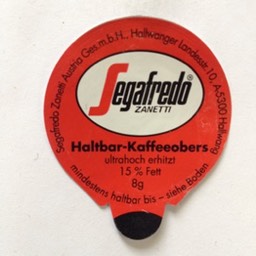 Segafredo Zanetti Austria Ges.m.b.H., Hallwanger Landesstr.10, A-5300 Hallwang
Segafredo
ZANETTI
Haltbar-Kaffeeobers
ultrahoch erhitzt
15 % Fett
8g
mindestens haltbar bis – siehe Boden